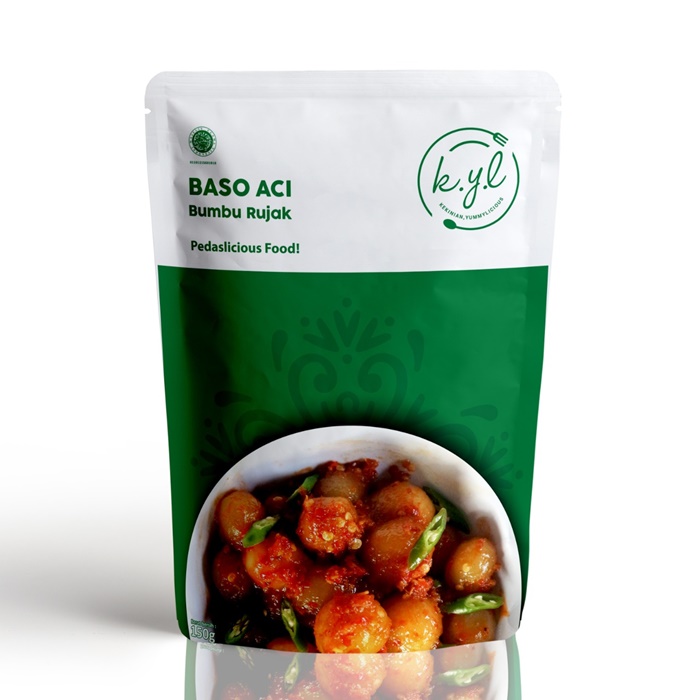 BASO ACI
Bumbu Rujak
Pedaslicious Food!
k.y.l
KEKINIAN,YUMMYLICIOUS
150g